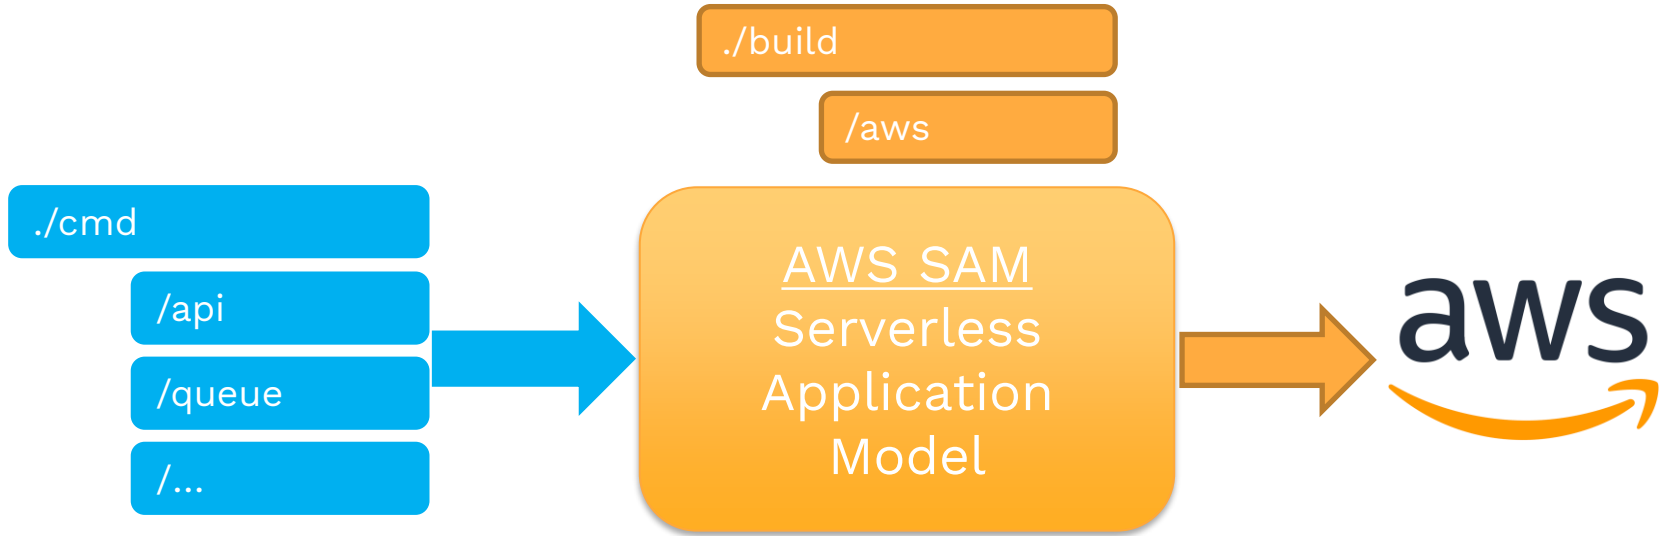 ./build
/aws
./cmd
/api
/queue
/...
AWS SAM
Serverless
Application
Model
aws